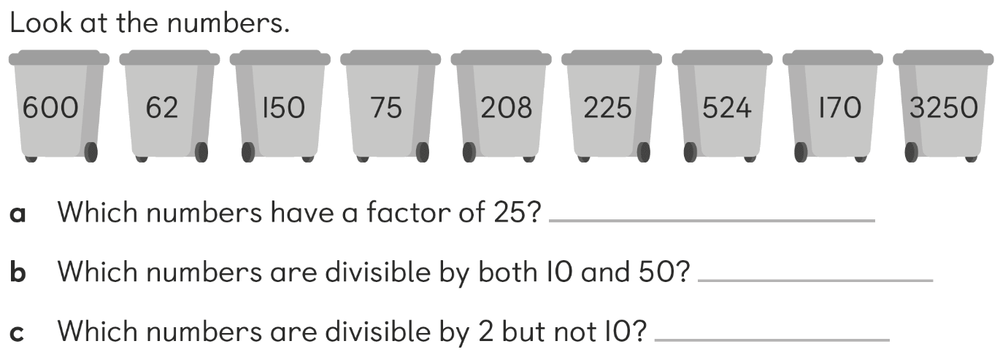 Look at the numbers.
600 62 150 75 208 225 524 170 3250
a Which numbers have a factor of 25?
b Which numbers are divisible by both 10 and 50?
c Which numbers are divisible by 2 but not 10?